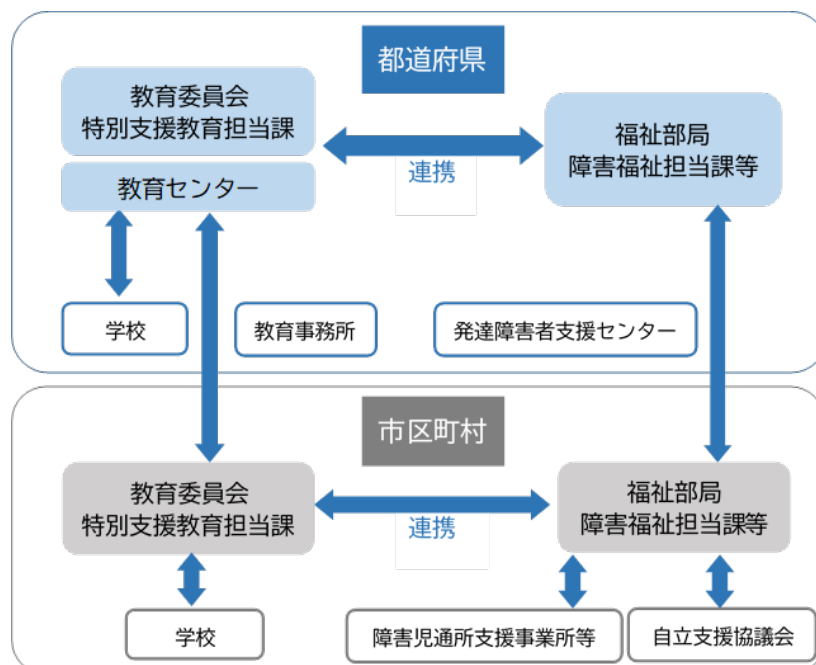 都道府県
教育委員会
特別支援教育担当課
教育センター
連携
福祉部局
障害福祉担当課等
学校
教育事務所
発達障害者支援センター
市区町村
教育委員会
特別支援教育担当課
連携
福祉部局
障害福祉担当課等
学校
障害児通所支援事業所等
自立支援協議会